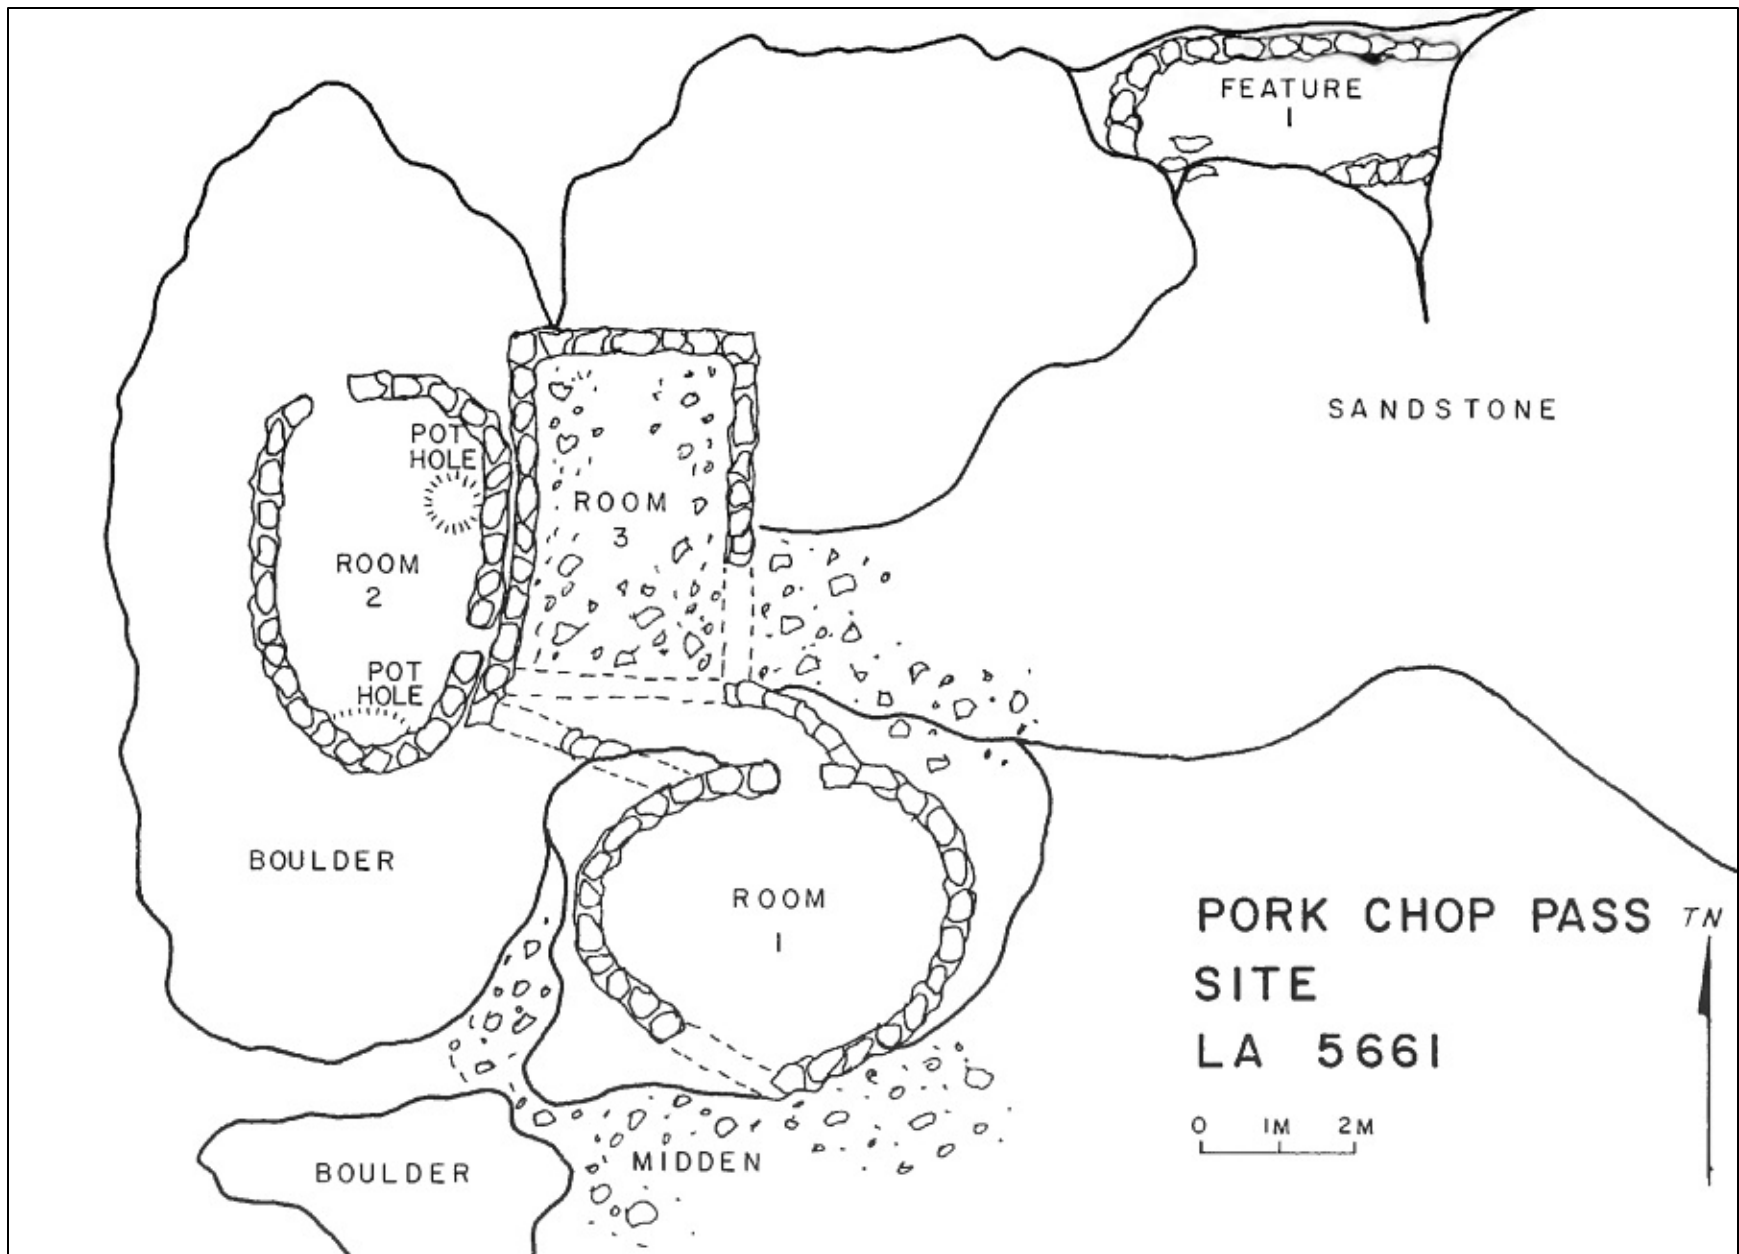 FEATURE
1
SANDSTONE
POT
HOLE
ROOM
3
ROOM
2
POT
HOLE
BOULDER
ROOM
1
PORK CHOP PASS
SITE
LA 5661
TN
0 1M 2M
MIDDEN
BOULDER